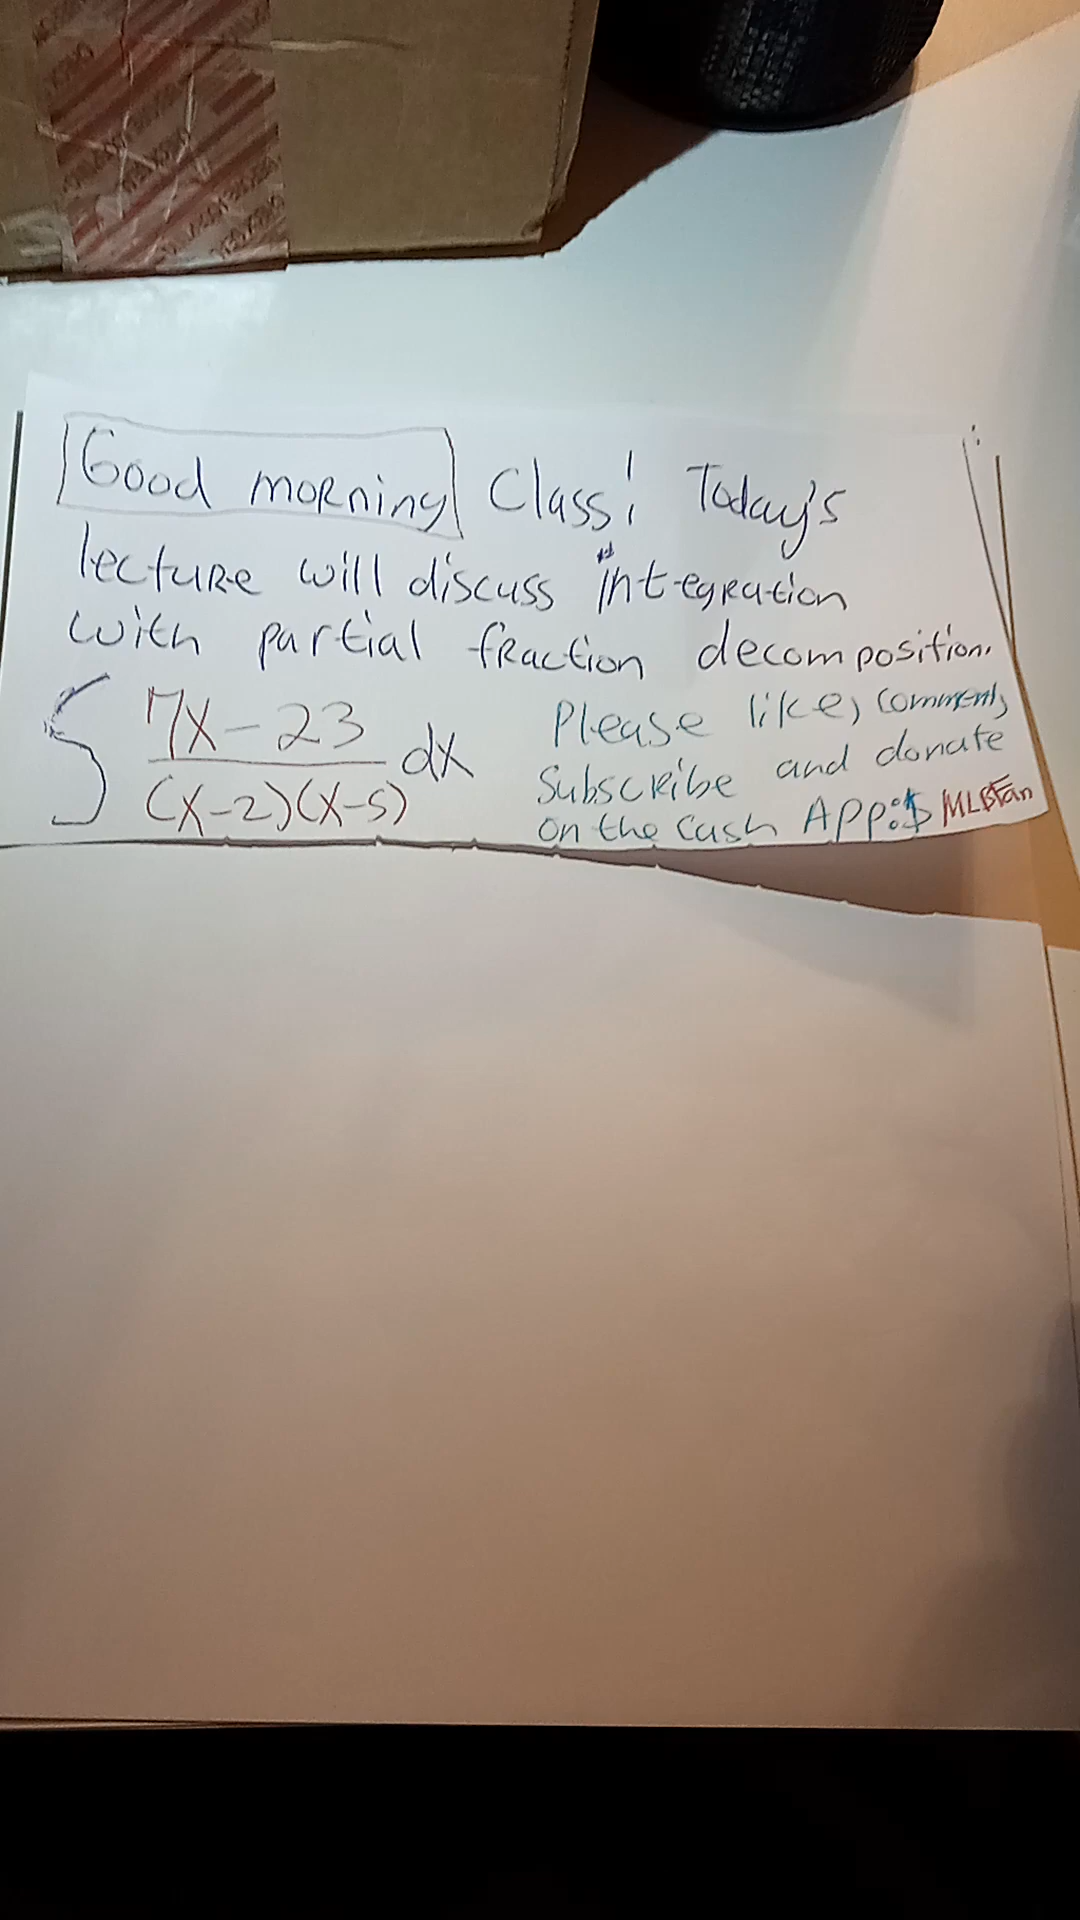 Good morning Class! Today's
lecture will discuss integration
with partial fraction decomposition.
∫ 7x-23 / (x-2)(x-5) dx
Please like, comment,
Subscribe and donate
on the Cash App:$MLBFan